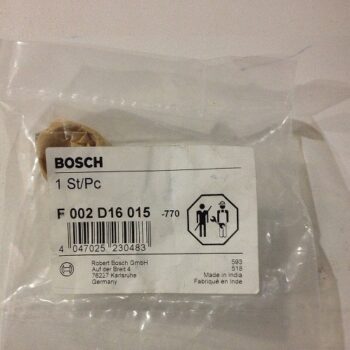 BOSCH
1 St/Pc
F 002 D16 015 -770
4 047025 230483
Robert Bosch GmbH
Auf der Breit 4
76227 Karlsruhe
Germany
593
518
Made in India
Fabriqué en Inde